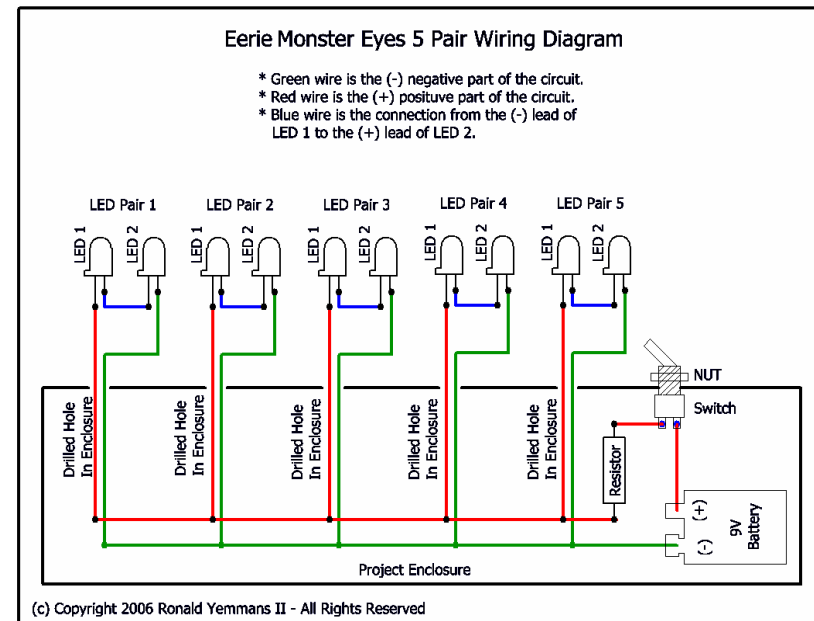 Eerie Monster Eyes 5 Pair Wiring Diagram
* Green wire is the (-) negative part of the circuit.
* Red wire is the (+) posituve part of the circuit.
* Blue wire is the connection from the (-) lead of
LED 1 to the (+) lead of LED 2.
LED Pair 1
LED Pair 2
LED Pair 3
LED Pair 4
LED Pair 5
LED 1
LED 2
LED 1
LED 2
LED 1
LED 2
LED 1
LED 2
LED 1
LED 2
NUT
Switch
Drilled Hole
In Enclosure
Drilled Hole
In Enclosure
Drilled Hole
In Enclosure
Drilled Hole
In Enclosure
Drilled Hole
In Enclosure
Resistor
(+)
(-)
9V
Battery
Project Enclosure
(c) Copyright 2006 Ronald Yemmans II - All Rights Reserved